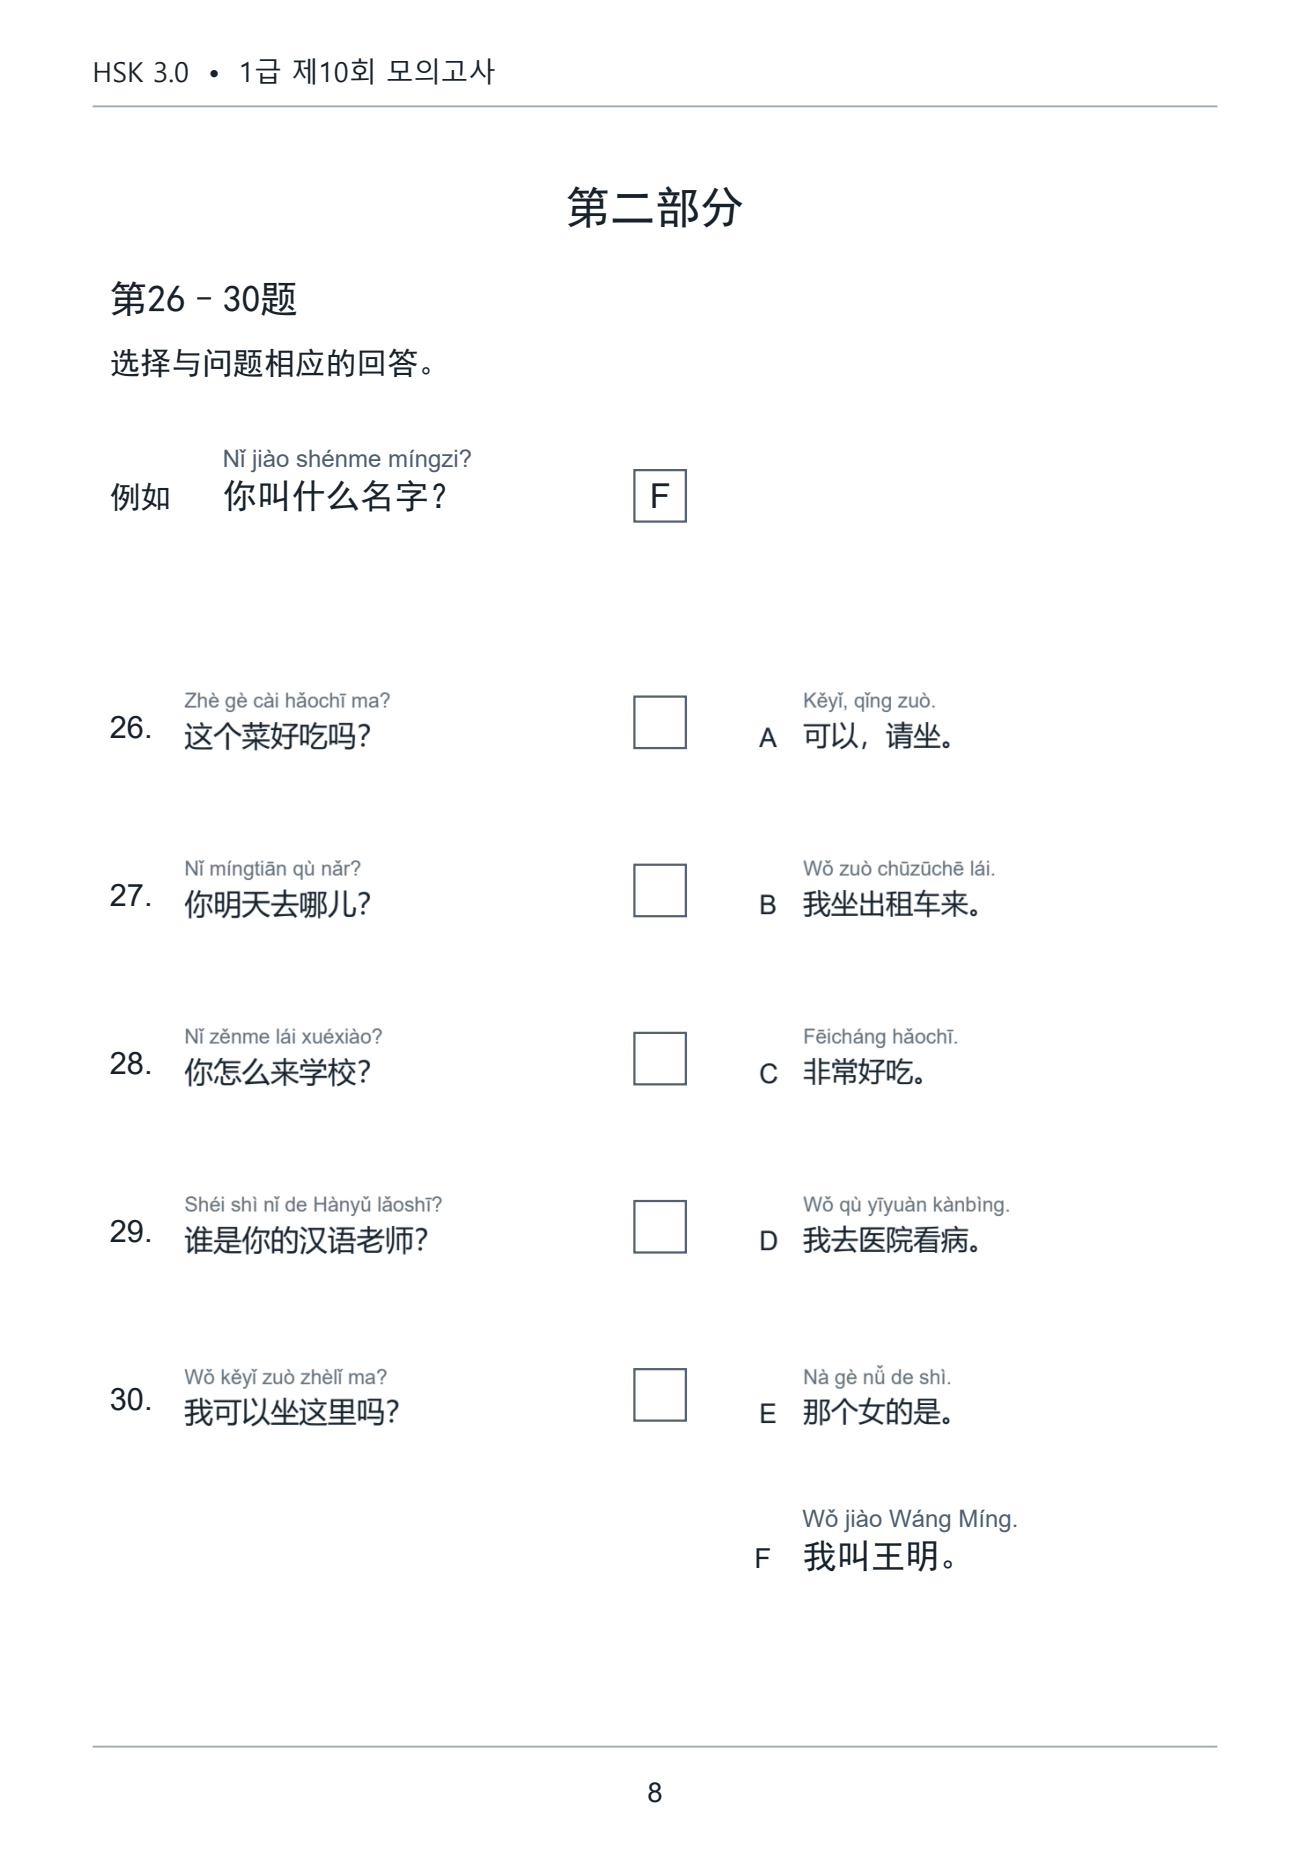 HSK 3.0 • 1급 제10회 모의고사
第二部分
第26－30题
选择与问题相应的回答。
Nǐ jiào shénme míngzi?
例如 你叫什么名字? F
Zhè gè cài hǎochī ma? Kěyǐ, qǐng zuò.
26. 这个菜好吃吗? A 可以，请坐。
Nǐ míngtiān qù nǎr? Wǒ zuò chūzūchē lái.
27. 你明天去哪儿? B 我坐出租车来。
Nǐ zěnme lái xuéxiào? Fēicháng hǎochī.
28. 你怎么来学校? C 非常好吃。
Shéi shì nǐ de Hànyǔ lǎoshī? Wǒ qù yīyuàn kànbìng.
29. 谁是你的汉语老师? D 我去医院看病。
Wǒ kěyǐ zuò zhèlǐ ma? Nà gè nǚ de shì.
30. 我可以坐这里吗? E 那个女的是。
Wǒ jiào Wáng Míng.
F 我叫王明。
8